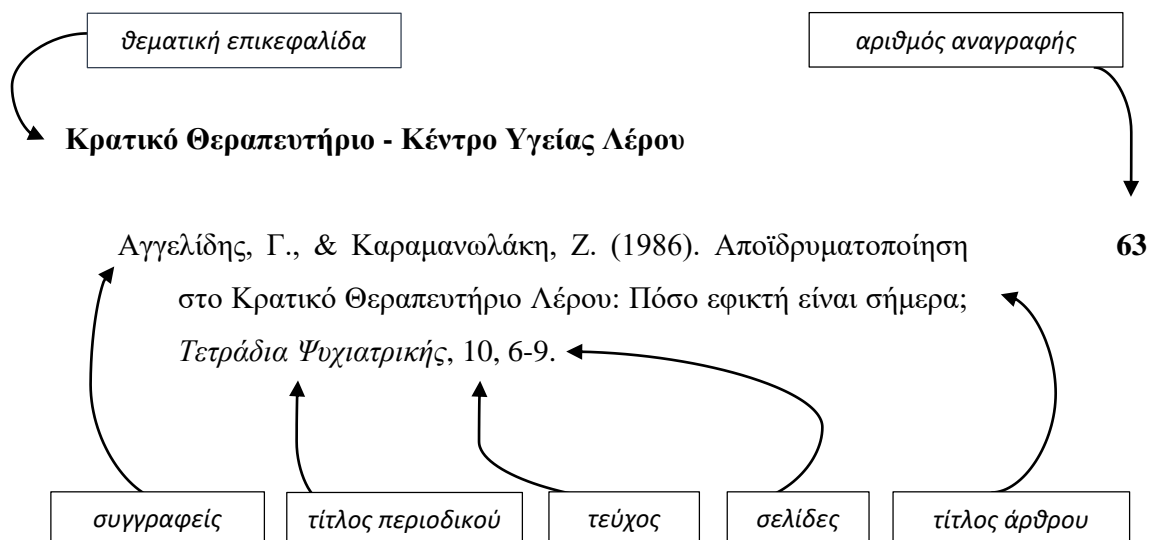 θεματική επικεφαλίδα
αριθμός αναγραφής
Κρατικό Θεραπευτήριο - Κέντρο Υγείας Λέρου
Αγγελίδης, Γ., & Καραμανωλάκη, Ζ. (1986). Αποϊδρυματοποίηση 63
στο Κρατικό Θεραπευτήριο Λέρου: Πόσο εφικτή είναι σήμερα;
Τετράδια Ψυχιατρικής, 10, 6-9.
συγγραφείς
τίτλος περιοδικού
τεύχος
σελίδες
τίτλος άρθρου